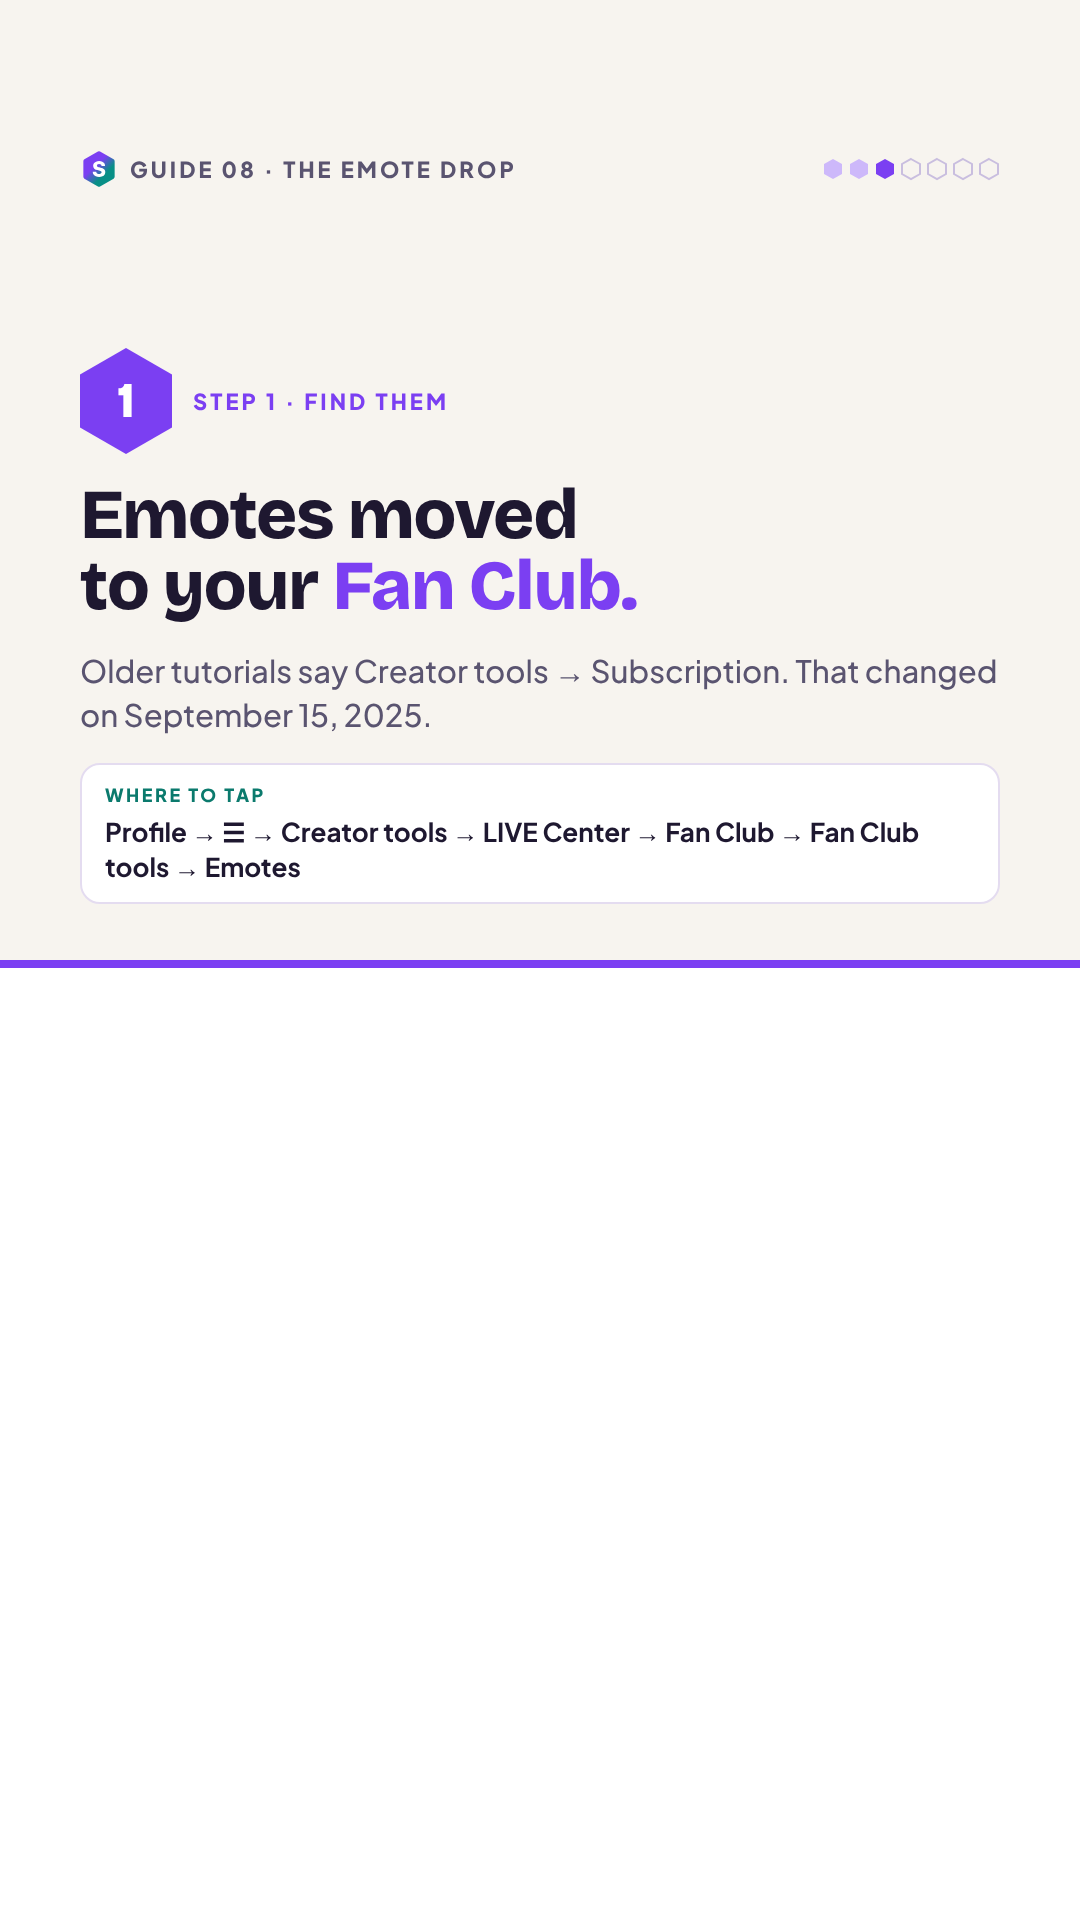 S GUIDE 08 · THE EMOTE DROP
1 STEP 1 · FIND THEM
Emotes moved
to your Fan Club.
Older tutorials say Creator tools → Subscription. That changed
on September 15, 2025.
WHERE TO TAP
Profile → ☰ → Creator tools → LIVE Center → Fan Club → Fan Club
tools → Emotes